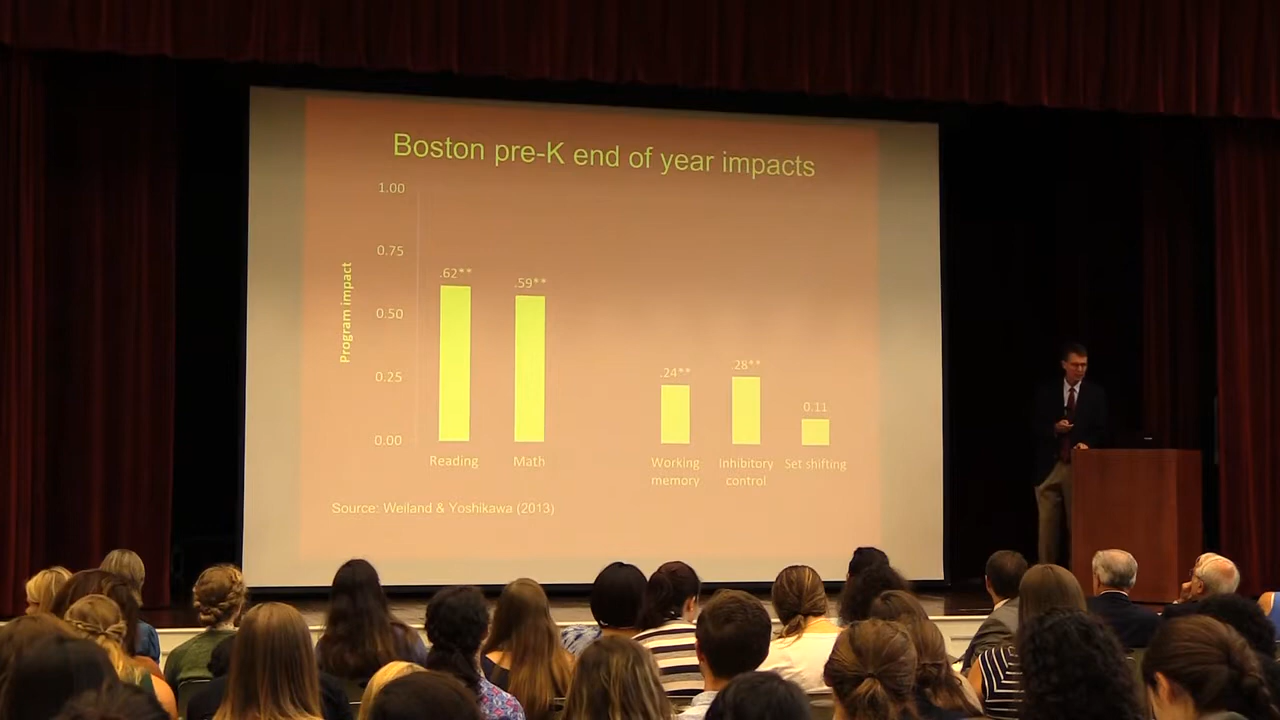 Boston pre-K end of year impacts
1.00
0.75
0.50
0.25
0.00
Program impact
.62**
.59**
.24**
.28**
0.11
Reading
Math
Working
memory
Inhibitory
control
Set shifting
Source: Weiland & Yoshikawa (2013)